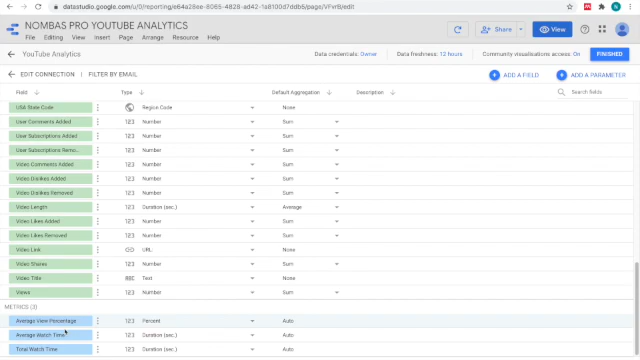 datastudio.google.com/u/0/reporting/e64a28ee-8065-4828-ad42-1c0100d7ddb5/page/VFxrB/edit
NOMBAS PRO YOUTUBE ANALYTICS
File Edit View Insert Page Arrange Resource Help
Share View
YouTube Analytics
Data credentials: Owner Data freshness: 12 hours Community visualisations access: On FINISHED
EDIT CONNECTION FILTER BY EMAIL ADD A FIELD ADD A PARAMETER
Field Type Default Aggregation Description Search fields
USA State Code Region Code None
User Comments Added 123 Number Sum
User Subscriptions Added 123 Number Sum
User Subscriptions Remo... 123 Number Sum
Video Comments Added 123 Number Sum
Video Dislikes Added 123 Number Sum
Video Dislikes Removed 123 Number Sum
Video Length 123 Duration (sec.) Average
Video Likes Added 123 Number Sum
Video Likes Removed 123 Number Sum
Video Link URL None
Video Shares 123 Number Sum
Video Title RBC Text None
Views 123 Number Sum
METRICS (3)
Average View Percentage 123 Percent Auto
Average Watch Time 123 Duration (sec.) Auto
Total Watch Time 123 Duration (sec.) Auto